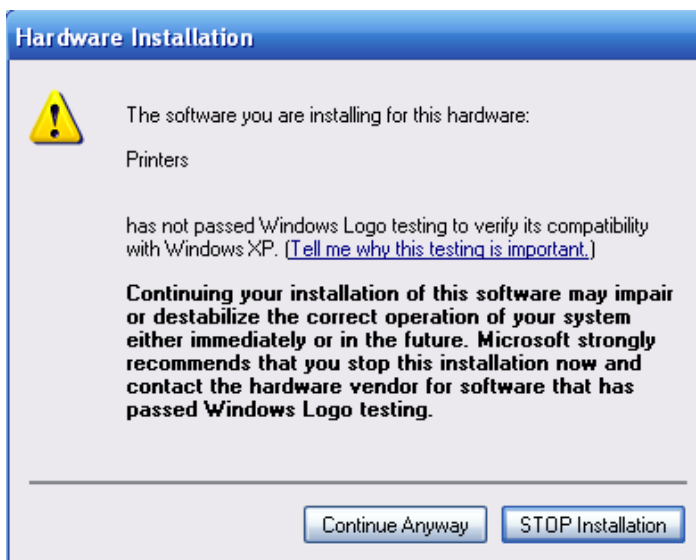 Hardware Installation
The software you are installing for this hardware:
Printers
has not passed Windows Logo testing to verify its compatibility
with Windows XP. (Tell me why this testing is important.)
Continuing your installation of this software may impair
or destabilize the correct operation of your system
either immediately or in the future. Microsoft strongly
recommends that you stop this installation now and
contact the hardware vendor for software that has
passed Windows Logo testing.
Continue Anyway
STOP Installation